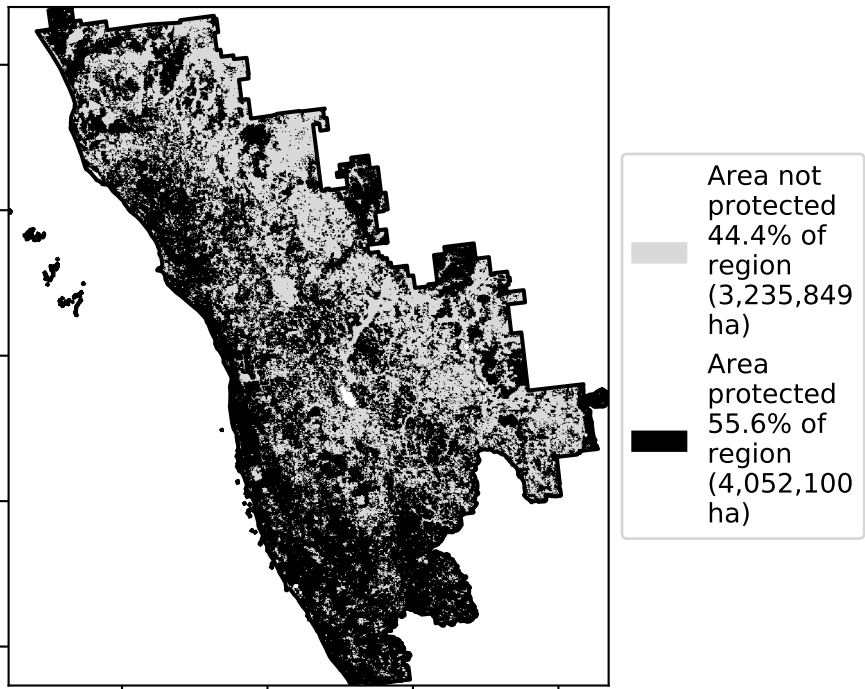 Area not
protected
44.4% of
region
(3,235,849
ha)
Area
protected
55.6% of
region
(4,052,100
ha)